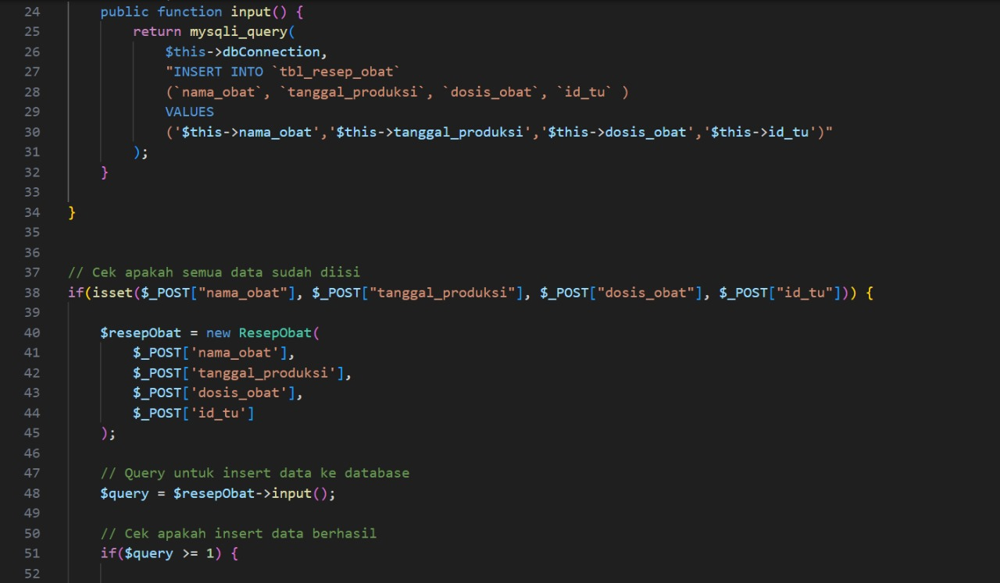 24 public function input() {
25 return mysqli_query(
26 $this->dbConnection,
27 "INSERT INTO `tbl_resep_obat`
28 (`nama_obat`, `tanggal_produksi`, `dosis_obat`, `id_tu` )
29 VALUES
30 ('$this->nama_obat','$this->tanggal_produksi','$this->dosis_obat','$this->id_tu')"
31 );
32 }
33
34 }
35
36
37 // Cek apakah semua data sudah diisi
38 if(isset($_POST["nama_obat"], $_POST["tanggal_produksi"], $_POST["dosis_obat"], $_POST["id_tu"])) {
39
40 $resepObat = new ResepObat(
41 $_POST['nama_obat'],
42 $_POST['tanggal_produksi'],
43 $_POST['dosis_obat'],
44 $_POST['id_tu']
45 );
46
47 // Query untuk insert data ke database
48 $query = $resepObat->input();
49
50 // Cek apakah insert data berhasil
51 if($query >= 1) {
52